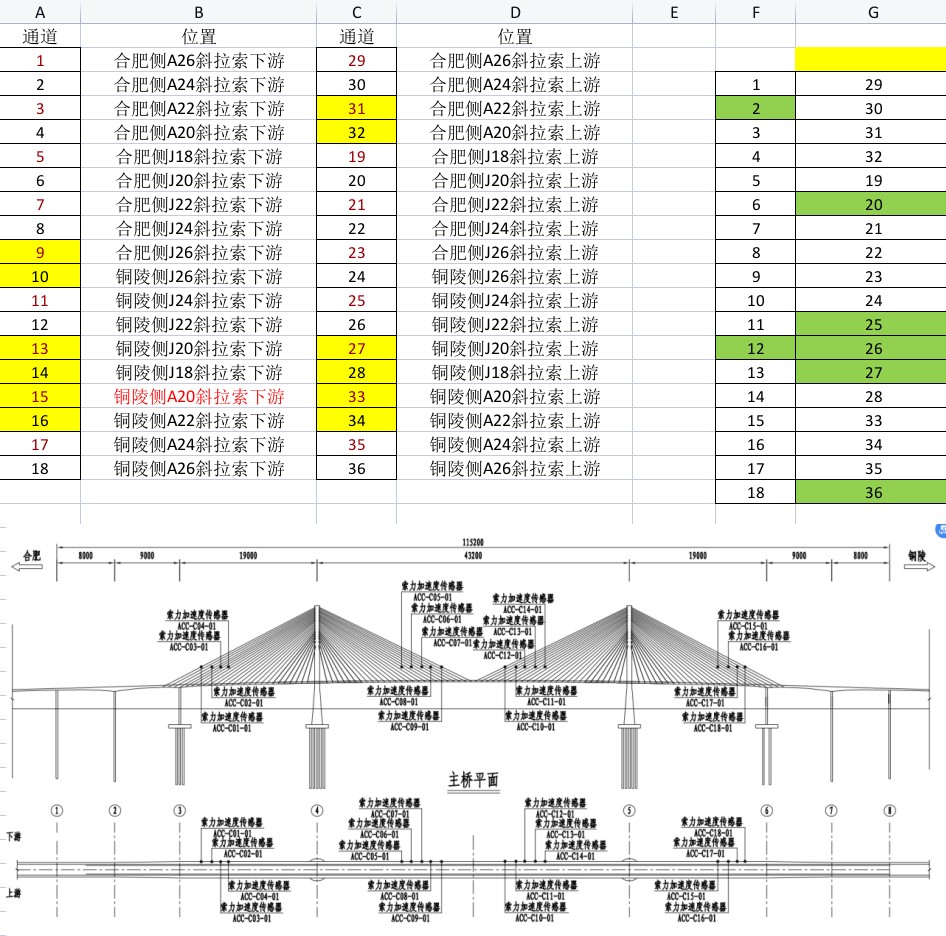 A B C D E F G
通道 位置 通道 位置
1 合肥侧A26斜拉索下游 29 合肥侧A26斜拉索上游
2 合肥侧A24斜拉索下游 30 合肥侧A24斜拉索上游 1 29
3 合肥侧A22斜拉索下游 31 合肥侧A22斜拉索上游 2 30
4 合肥侧A20斜拉索下游 32 合肥侧A20斜拉索上游 3 31
5 合肥侧J18斜拉索下游 19 合肥侧J18斜拉索上游 4 32
6 合肥侧J20斜拉索下游 20 合肥侧J20斜拉索上游 5 19
7 合肥侧J22斜拉索下游 21 合肥侧J22斜拉索上游 6 20
8 合肥侧J24斜拉索下游 22 合肥侧J24斜拉索上游 7 21
9 合肥侧J26斜拉索下游 23 合肥侧J26斜拉索上游 8 22
10 铜陵侧J26斜拉索下游 24 铜陵侧J26斜拉索上游 9 23
11 铜陵侧J24斜拉索下游 25 铜陵侧J24斜拉索上游 10 24
12 铜陵侧J22斜拉索下游 26 铜陵侧J22斜拉索上游 11 25
13 铜陵侧J20斜拉索下游 27 铜陵侧J20斜拉索上游 12 26
14 铜陵侧J18斜拉索下游 28 铜陵侧J18斜拉索上游 13 27
15 铜陵侧A20斜拉索下游 33 铜陵侧A20斜拉索上游 14 28
16 铜陵侧A22斜拉索下游 34 铜陵侧A22斜拉索上游 15 33
17 铜陵侧A24斜拉索下游 35 铜陵侧A24斜拉索上游 16 34
18 铜陵侧A26斜拉索下游 36 铜陵侧A26斜拉索上游 17 35
18 36
115200
合肥 8000 9000 19000 43200 19000 9000 8000 铜陵
索力加速度传感器
ACC-C05-01
索力加速度传感器
ACC-C14-01
索力加速度传感器
ACC-C06-01
索力加速度传感器
ACC-C04-01
索力加速度传感器
ACC-C13-01
索力加速度传感器
ACC-C15-01
索力加速度传感器
ACC-C03-01
索力加速度传感器
ACC-C07-01
索力加速度传感器
ACC-C12-01
索力加速度传感器
ACC-C16-01
索力加速度传感器
ACC-C02-01
索力加速度传感器
ACC-C08-01
索力加速度传感器
ACC-C11-01
索力加速度传感器
ACC-C17-01
索力加速度传感器
ACC-C01-01
索力加速度传感器
ACC-C09-01
索力加速度传感器
ACC-C10-01
索力加速度传感器
ACC-C18-01
主桥平面
1 2 3 4 5 6 7 8
索力加速度传感器
ACC-C07-01
索力加速度传感器
ACC-C12-01
索力加速度传感器
ACC-C01-01
索力加速度传感器
ACC-C06-01
索力加速度传感器
ACC-C13-01
索力加速度传感器
ACC-C18-01
下游
索力加速度传感器
ACC-C02-01
索力加速度传感器
ACC-C05-01
索力加速度传感器
ACC-C14-01
索力加速度传感器
ACC-C17-01
上游
索力加速度传感器
ACC-C04-01
索力加速度传感器
ACC-C08-01
索力加速度传感器
ACC-C11-01
索力加速度传感器
ACC-C15-01
索力加速度传感器
ACC-C03-01
索力加速度传感器
ACC-C09-01
索力加速度传感器
ACC-C10-01
索力加速度传感器
ACC-C16-01